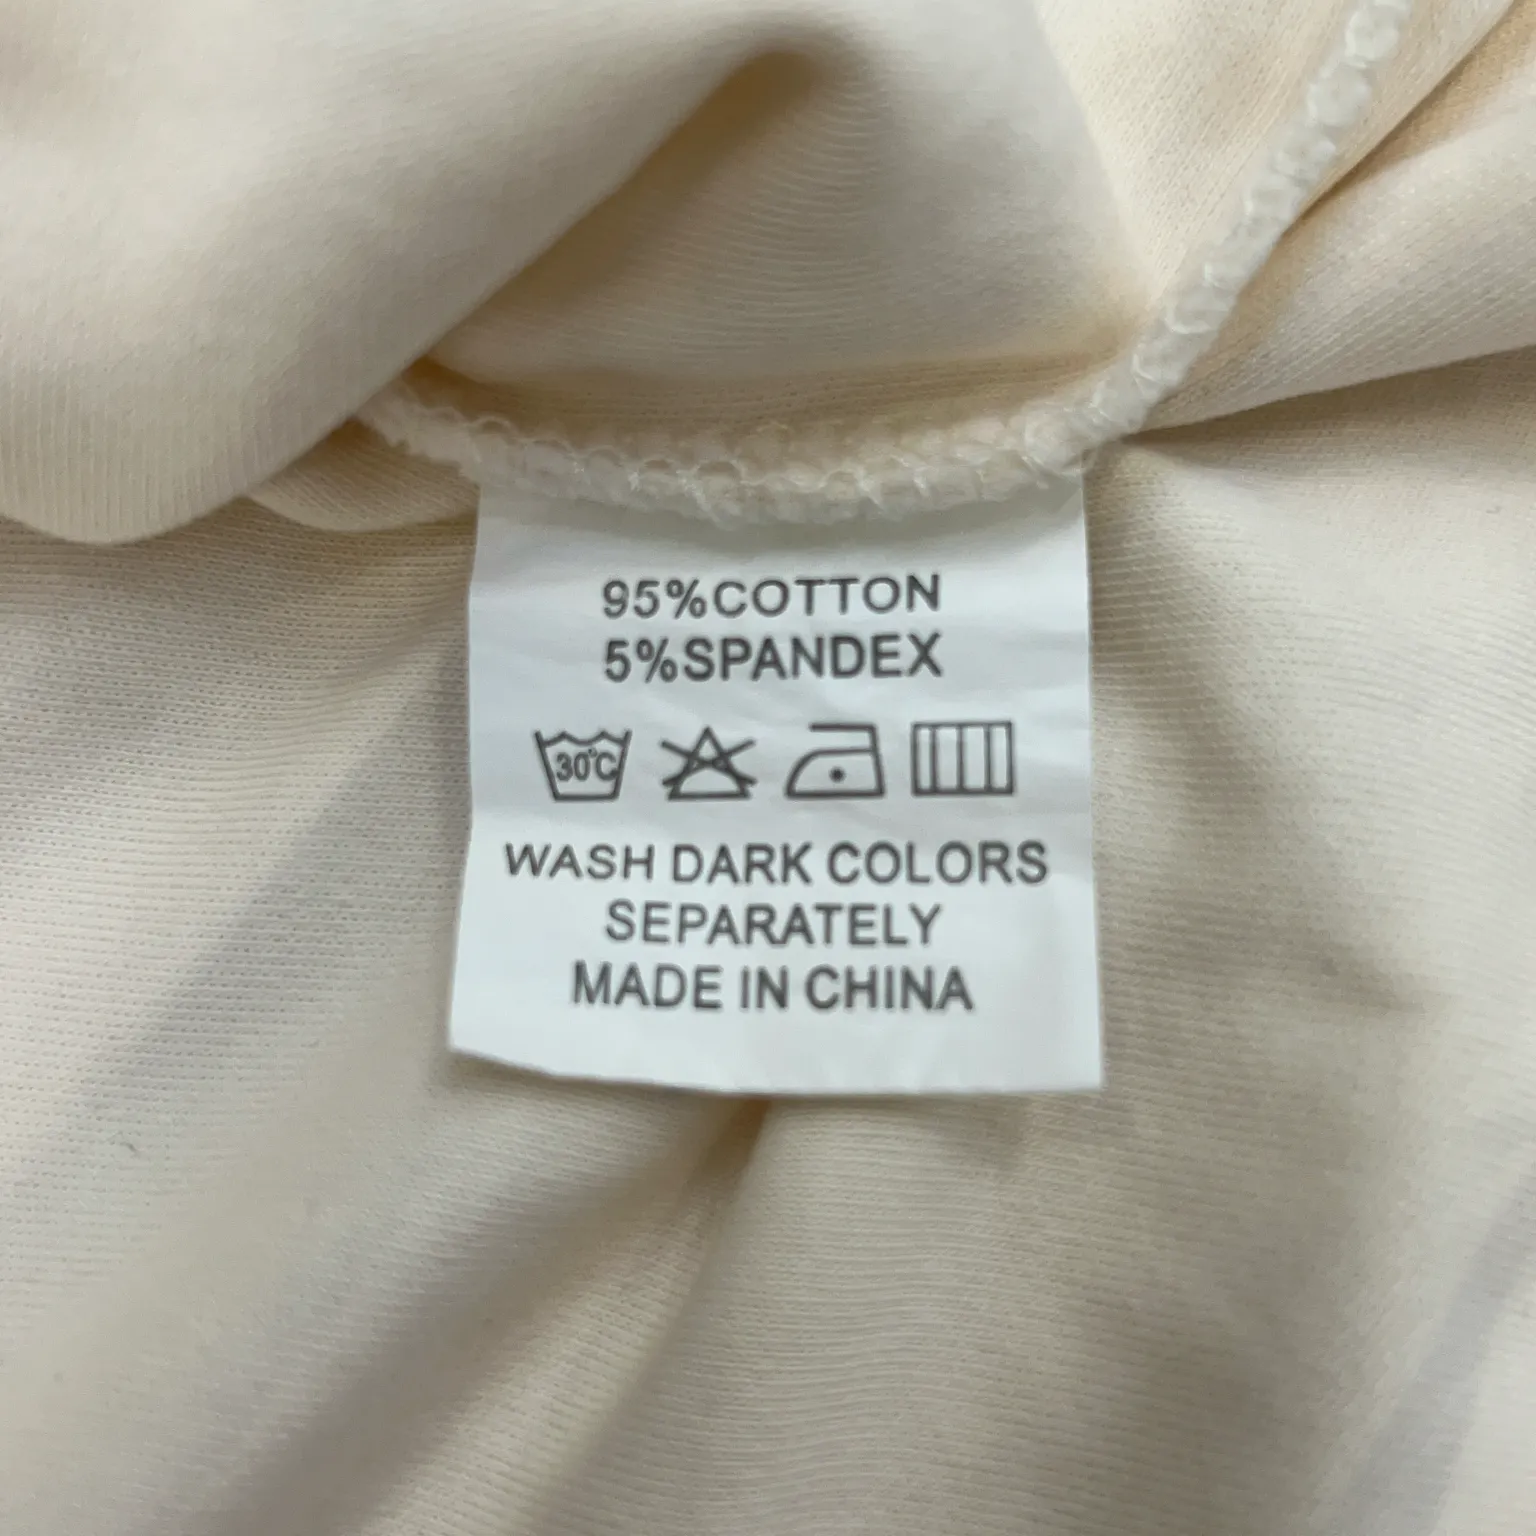 95%COTTON
5%SPANDEX
30°C
WASH DARK COLORS
SEPARATELY
MADE IN CHINA